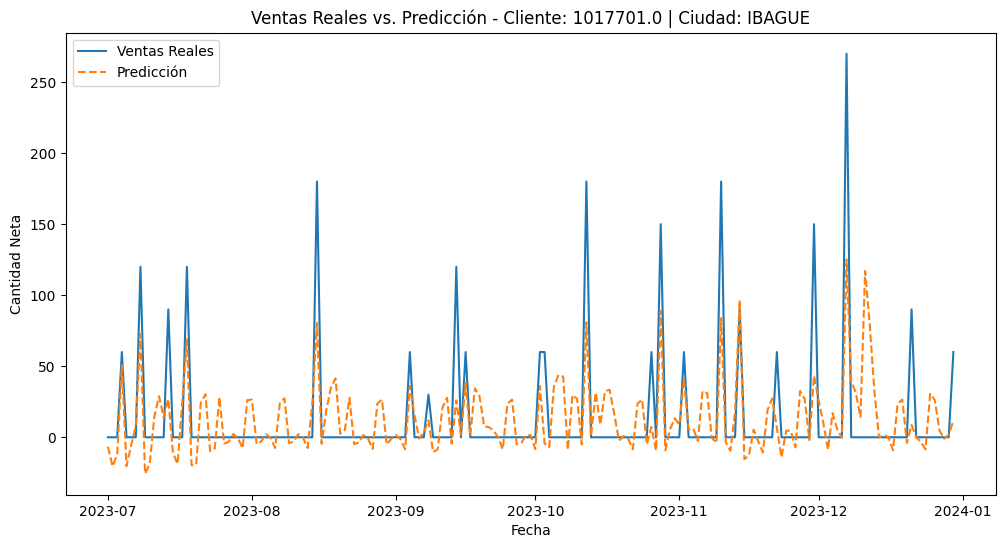 Ventas Reales vs. Predicción - Cliente: 1017701.0 | Ciudad: IBAGUE
Ventas Reales
Predicción
250
200
150
100
50
0
Cantidad Neta
2023-07 2023-08 2023-09 2023-10 2023-11 2023-12 2024-01
Fecha